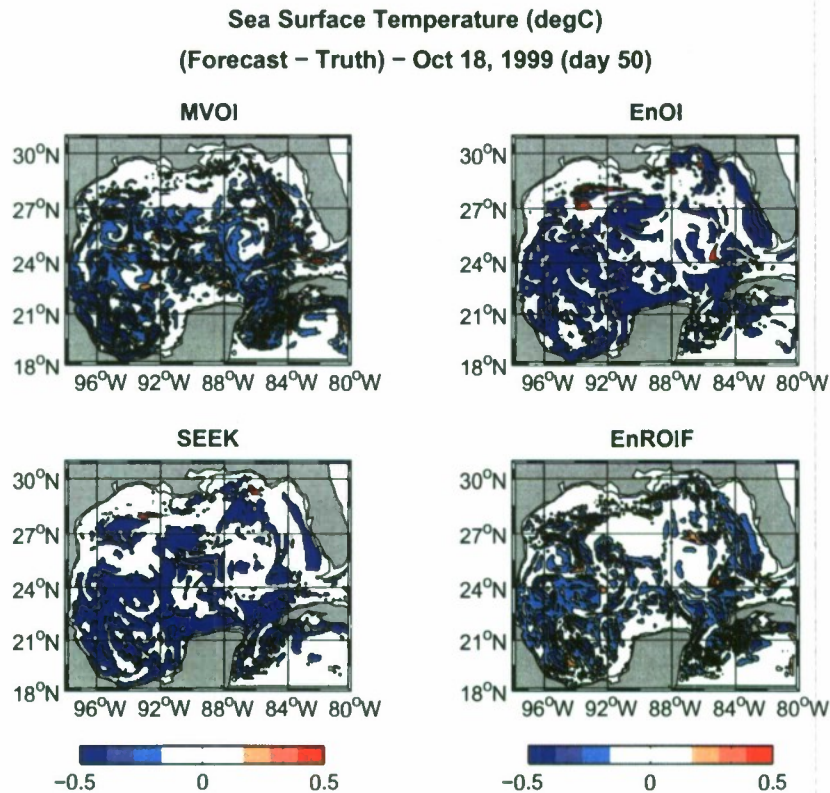 Sea Surface Temperature (degC)
(Forecast – Truth) – Oct 18, 1999 (day 50)
MVOI
EnOI
30°N
27°N
24°N
21°N
18°N
96°W 92°W 88°W 84°W 80°W
30°N
27°N
24°N
21°N
18°N
96°W 92°W 88°W 84°W 80°W
SEEK
EnROIF
30°N
27°N
24°N
21°N
18°N
96°W 92°W 88°W 84°W 80°W
30°N
27°N
24°N
21°N
18°N
96°W 92°W 88°W 84°W 80°W
−0.5 0 0.5
−0.5 0 0.5